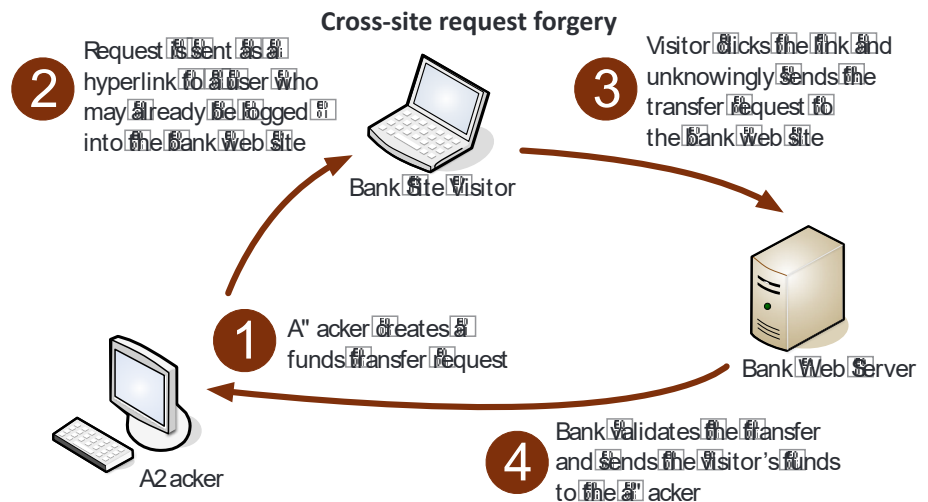 Cross-site request forgery
2
Request is sent as a
hyperlink to a user who
may already be logged
into the bank web site
3
Visitor clicks the link and
unknowingly sends the
transfer request to
the bank web site
Bank Site Visitor
1
A" acker creates a
funds transfer request
Bank Web Server
A2 acker
4
Bank validates the transfer
and sends the visitor's funds
to the a" acker